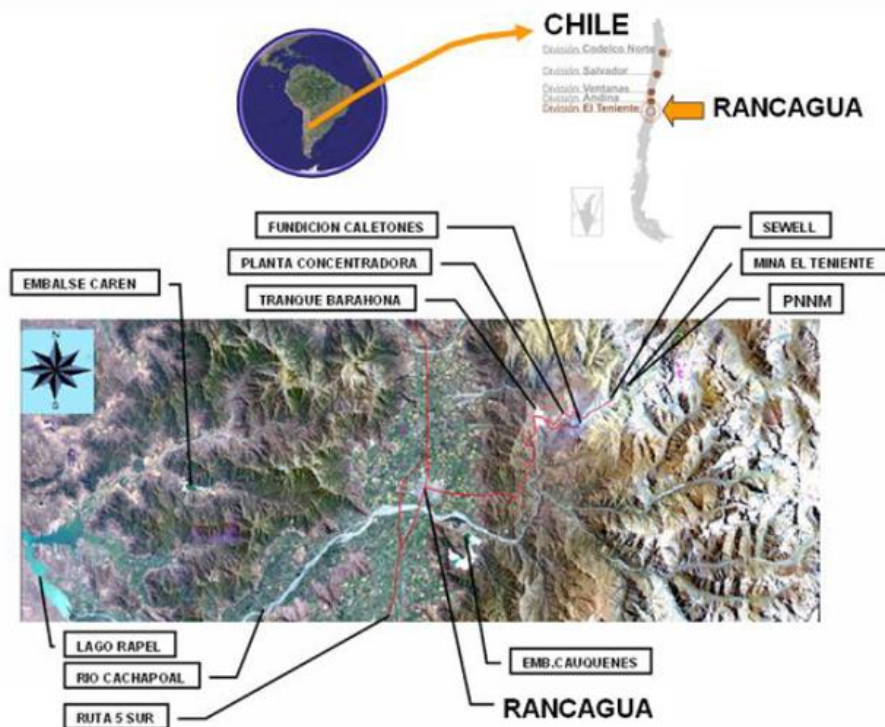 CHILE
División Codelco Norte
División Salvador
División Ventanas
División Andina
División El Teniente
RANCAGUA
FUNDICION CALETONES
SEWELL
PLANTA CONCENTRADORA
MINA EL TENIENTE
EMBALSE CAREN
TRANQUE BARAHONA
PNNM
N
LAGO RAPEL
EMB.CAUQUENES
RIO CACHAPOAL
RANCAGUA
RUTA 5 SUR